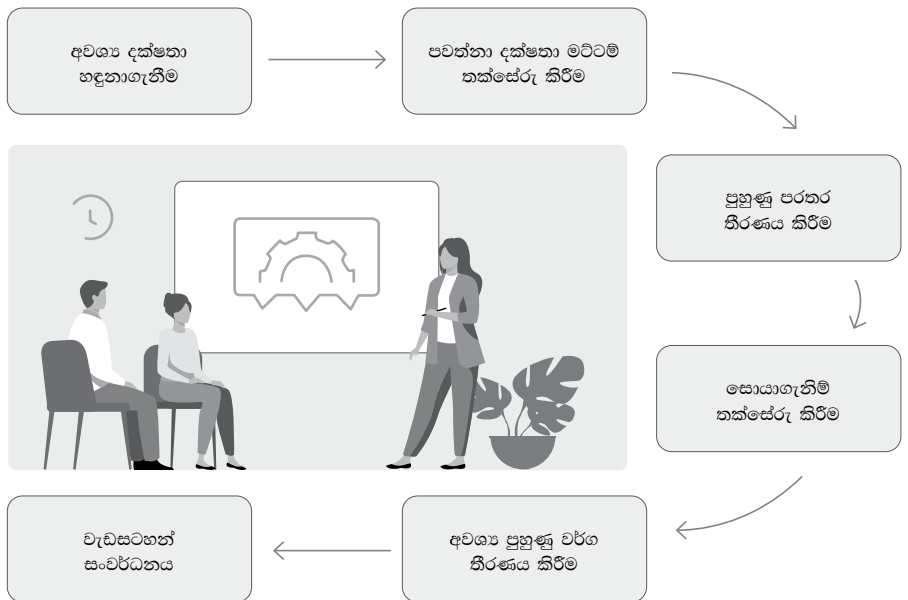 අවශ්‍ය දක්ෂතා
හඳුනාගැනීම
පවත්නා දක්ෂතා මට්ටම්
තක්සේරු කිරීම
පුහුණු පරතර
තීරණය කිරීම
සොයාගැනිම්
තක්සේරු කිරීම
අවශ්‍ය පුහුණු වර්ග
තීරණය කිරීම
වැඩසටහන්
සංවර්ධනය